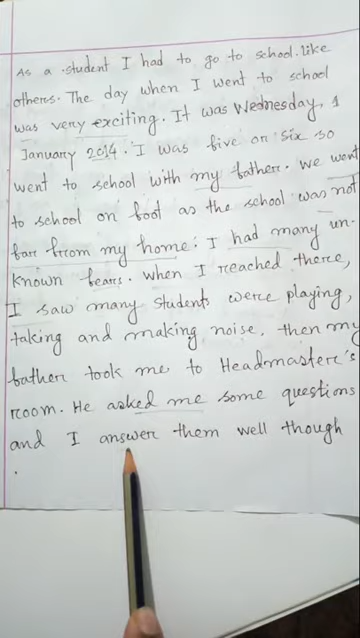 As a student I had to go to school like
otheres. The day when I went to school
was very exciting. It was Wednesday, 1
January 2014. I was five or six so
went to school with my father. We went
to school on foot as the school was not
far from my home. I had many un-
known fears. When I reached there,
I saw many students were playing,
taking and making noise. then my
father took me to Headmaster's
room. He asked me some questions
and I answer them well though
.